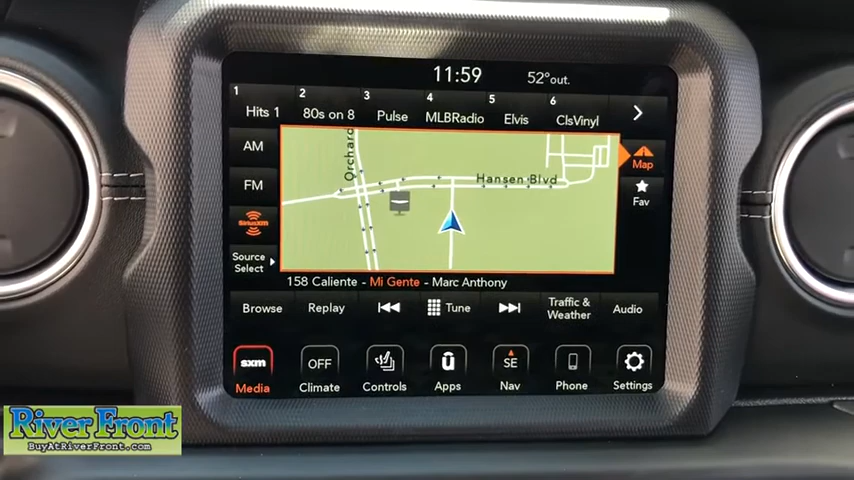 11:59 52°out.
1 2 3 4 5 6
Hits 1 80s on 8 Pulse MLBRadio Elvis ClsVinyl
AM
FM
SiriusXM
Source
Select
Orchard
Hansen Blvd
Map
Fav
158 Caliente - Mi Gente - Marc Anthony
Browse Replay Tune Traffic &
Weather Audio
sxm OFF SE
Media Climate Controls Apps Nav Phone Settings
River Front
BuyAtRiverFront.com